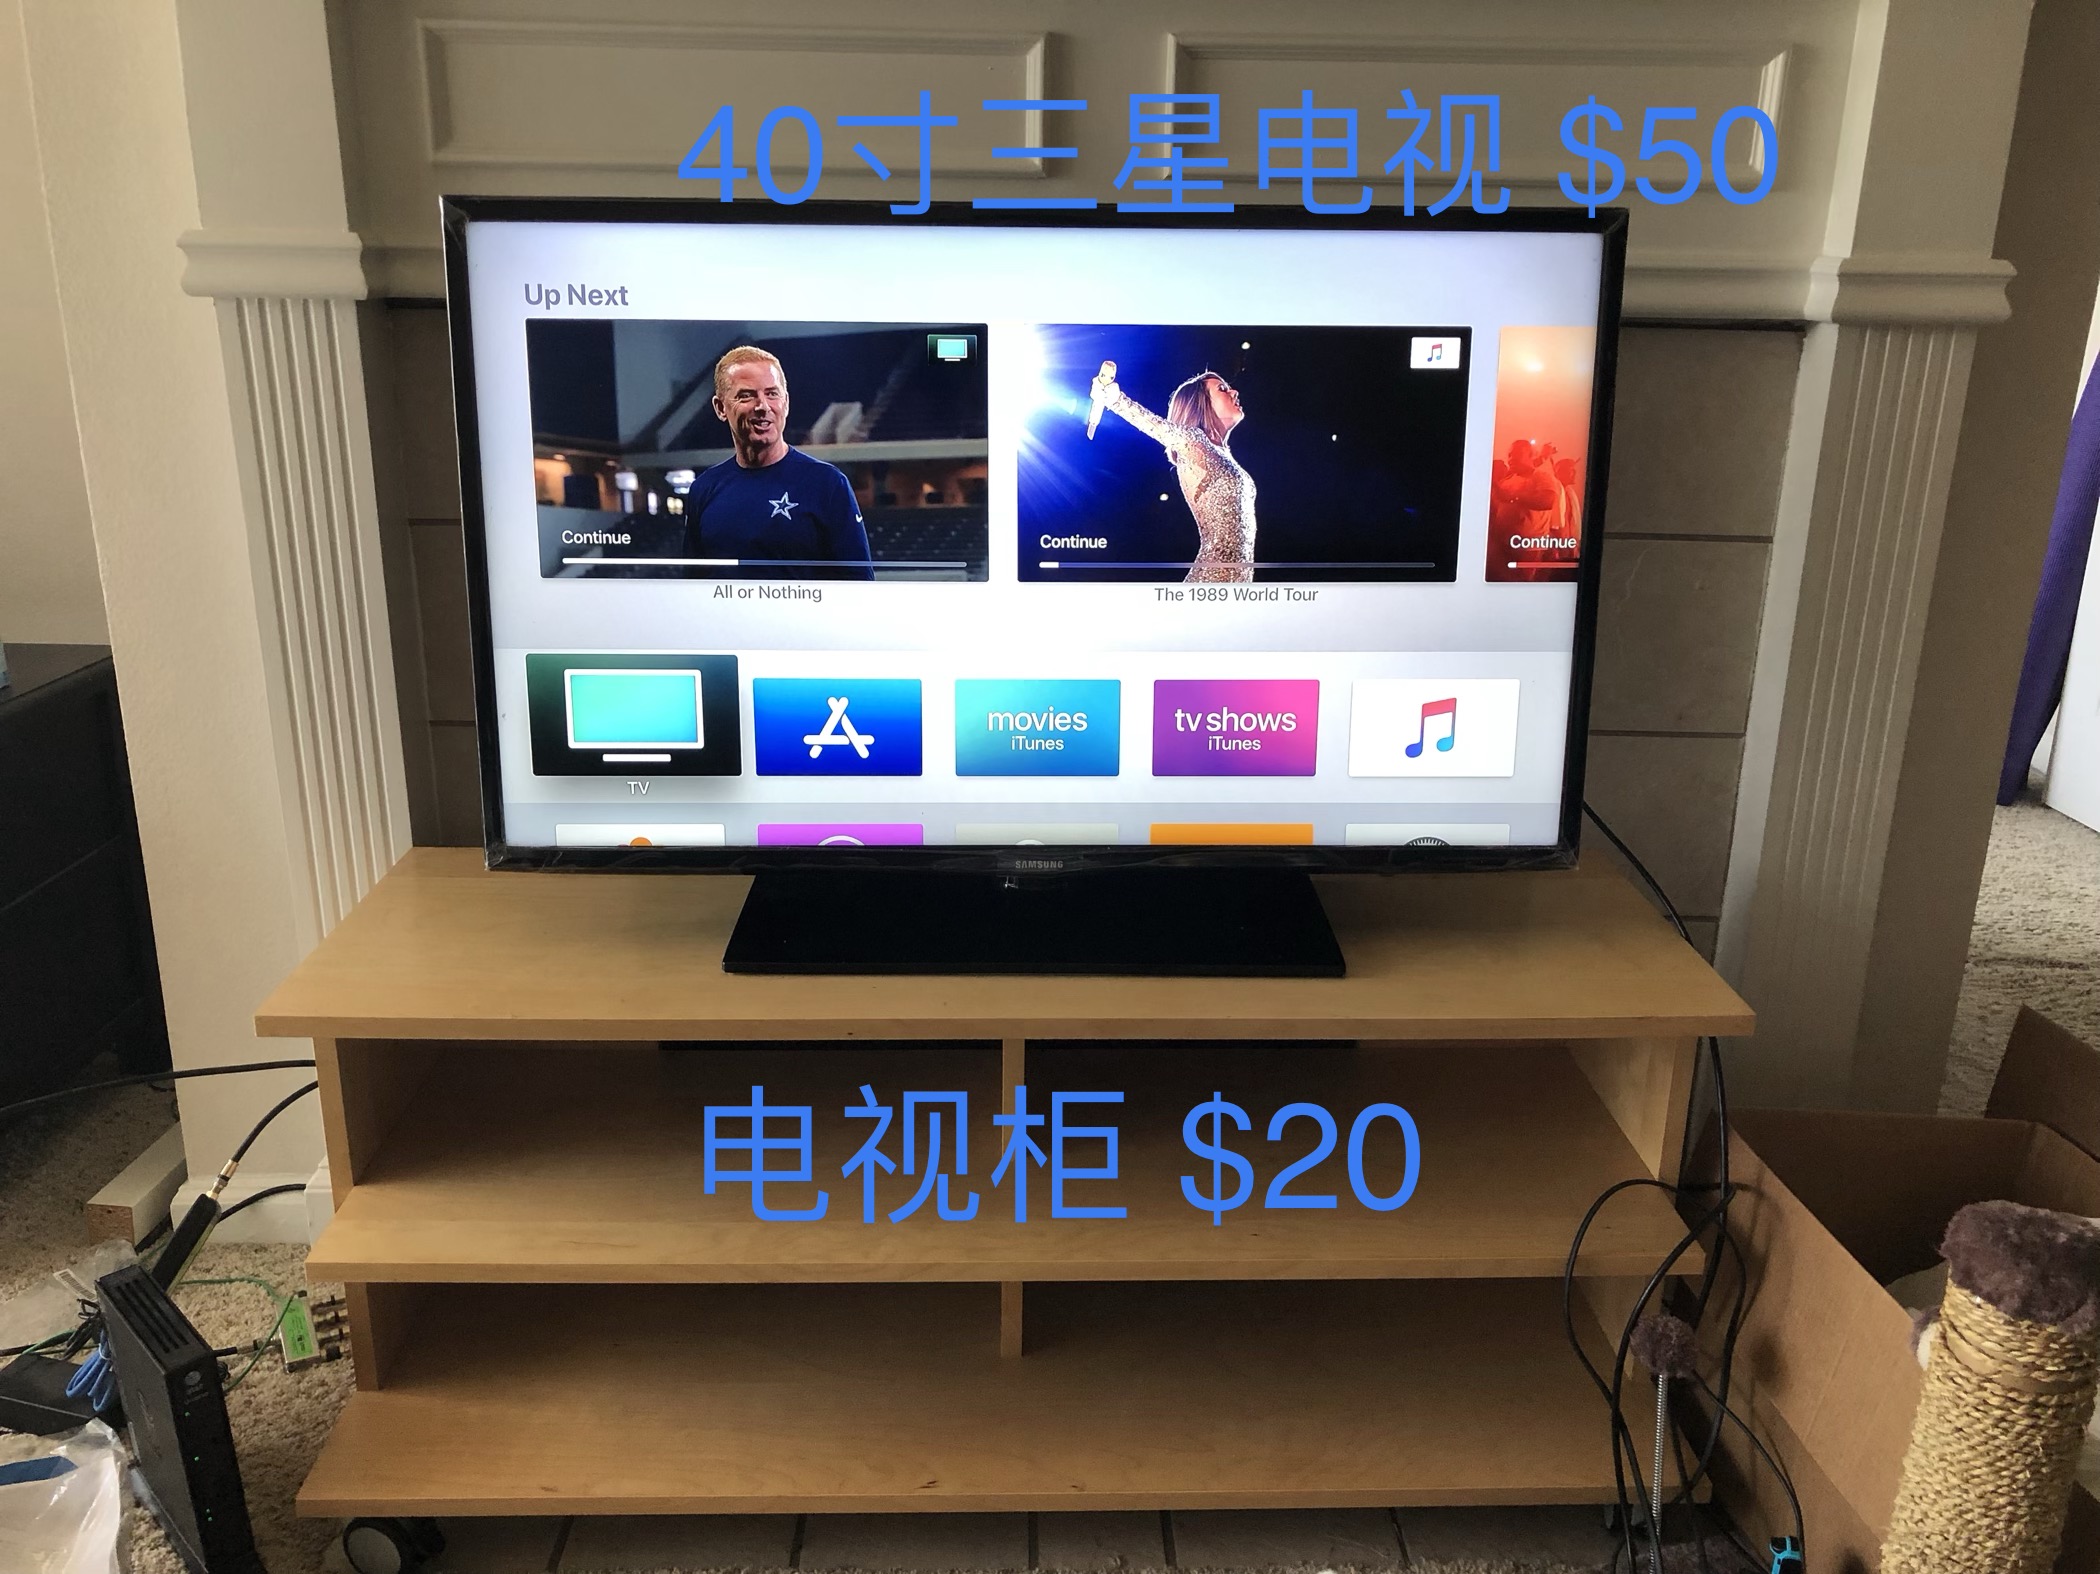 40寸三星电视 $50
Up Next
Continue
Continue
Continue
All or Nothing
The 1989 World Tour
movies
iTunes
tv shows
iTunes
TV
SAMSUNG
电视柜 $20